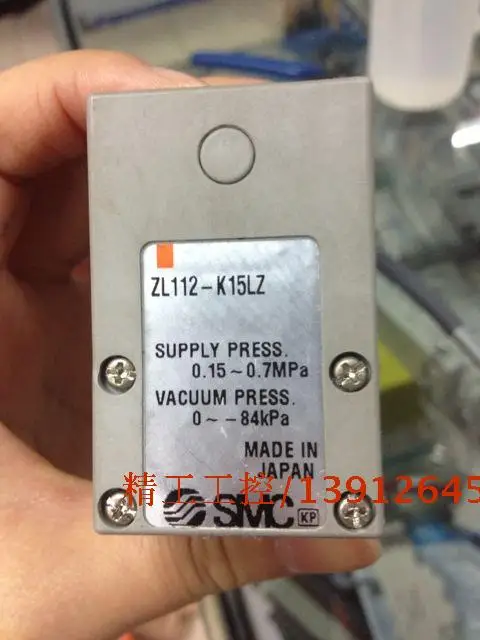 ZL112-K15LZ
SUPPLY PRESS.
0.15~0.7MPa
VACUUM PRESS.
0~-84kPa
MADE IN
JAPAN
精工工控/13912645
SMC KP